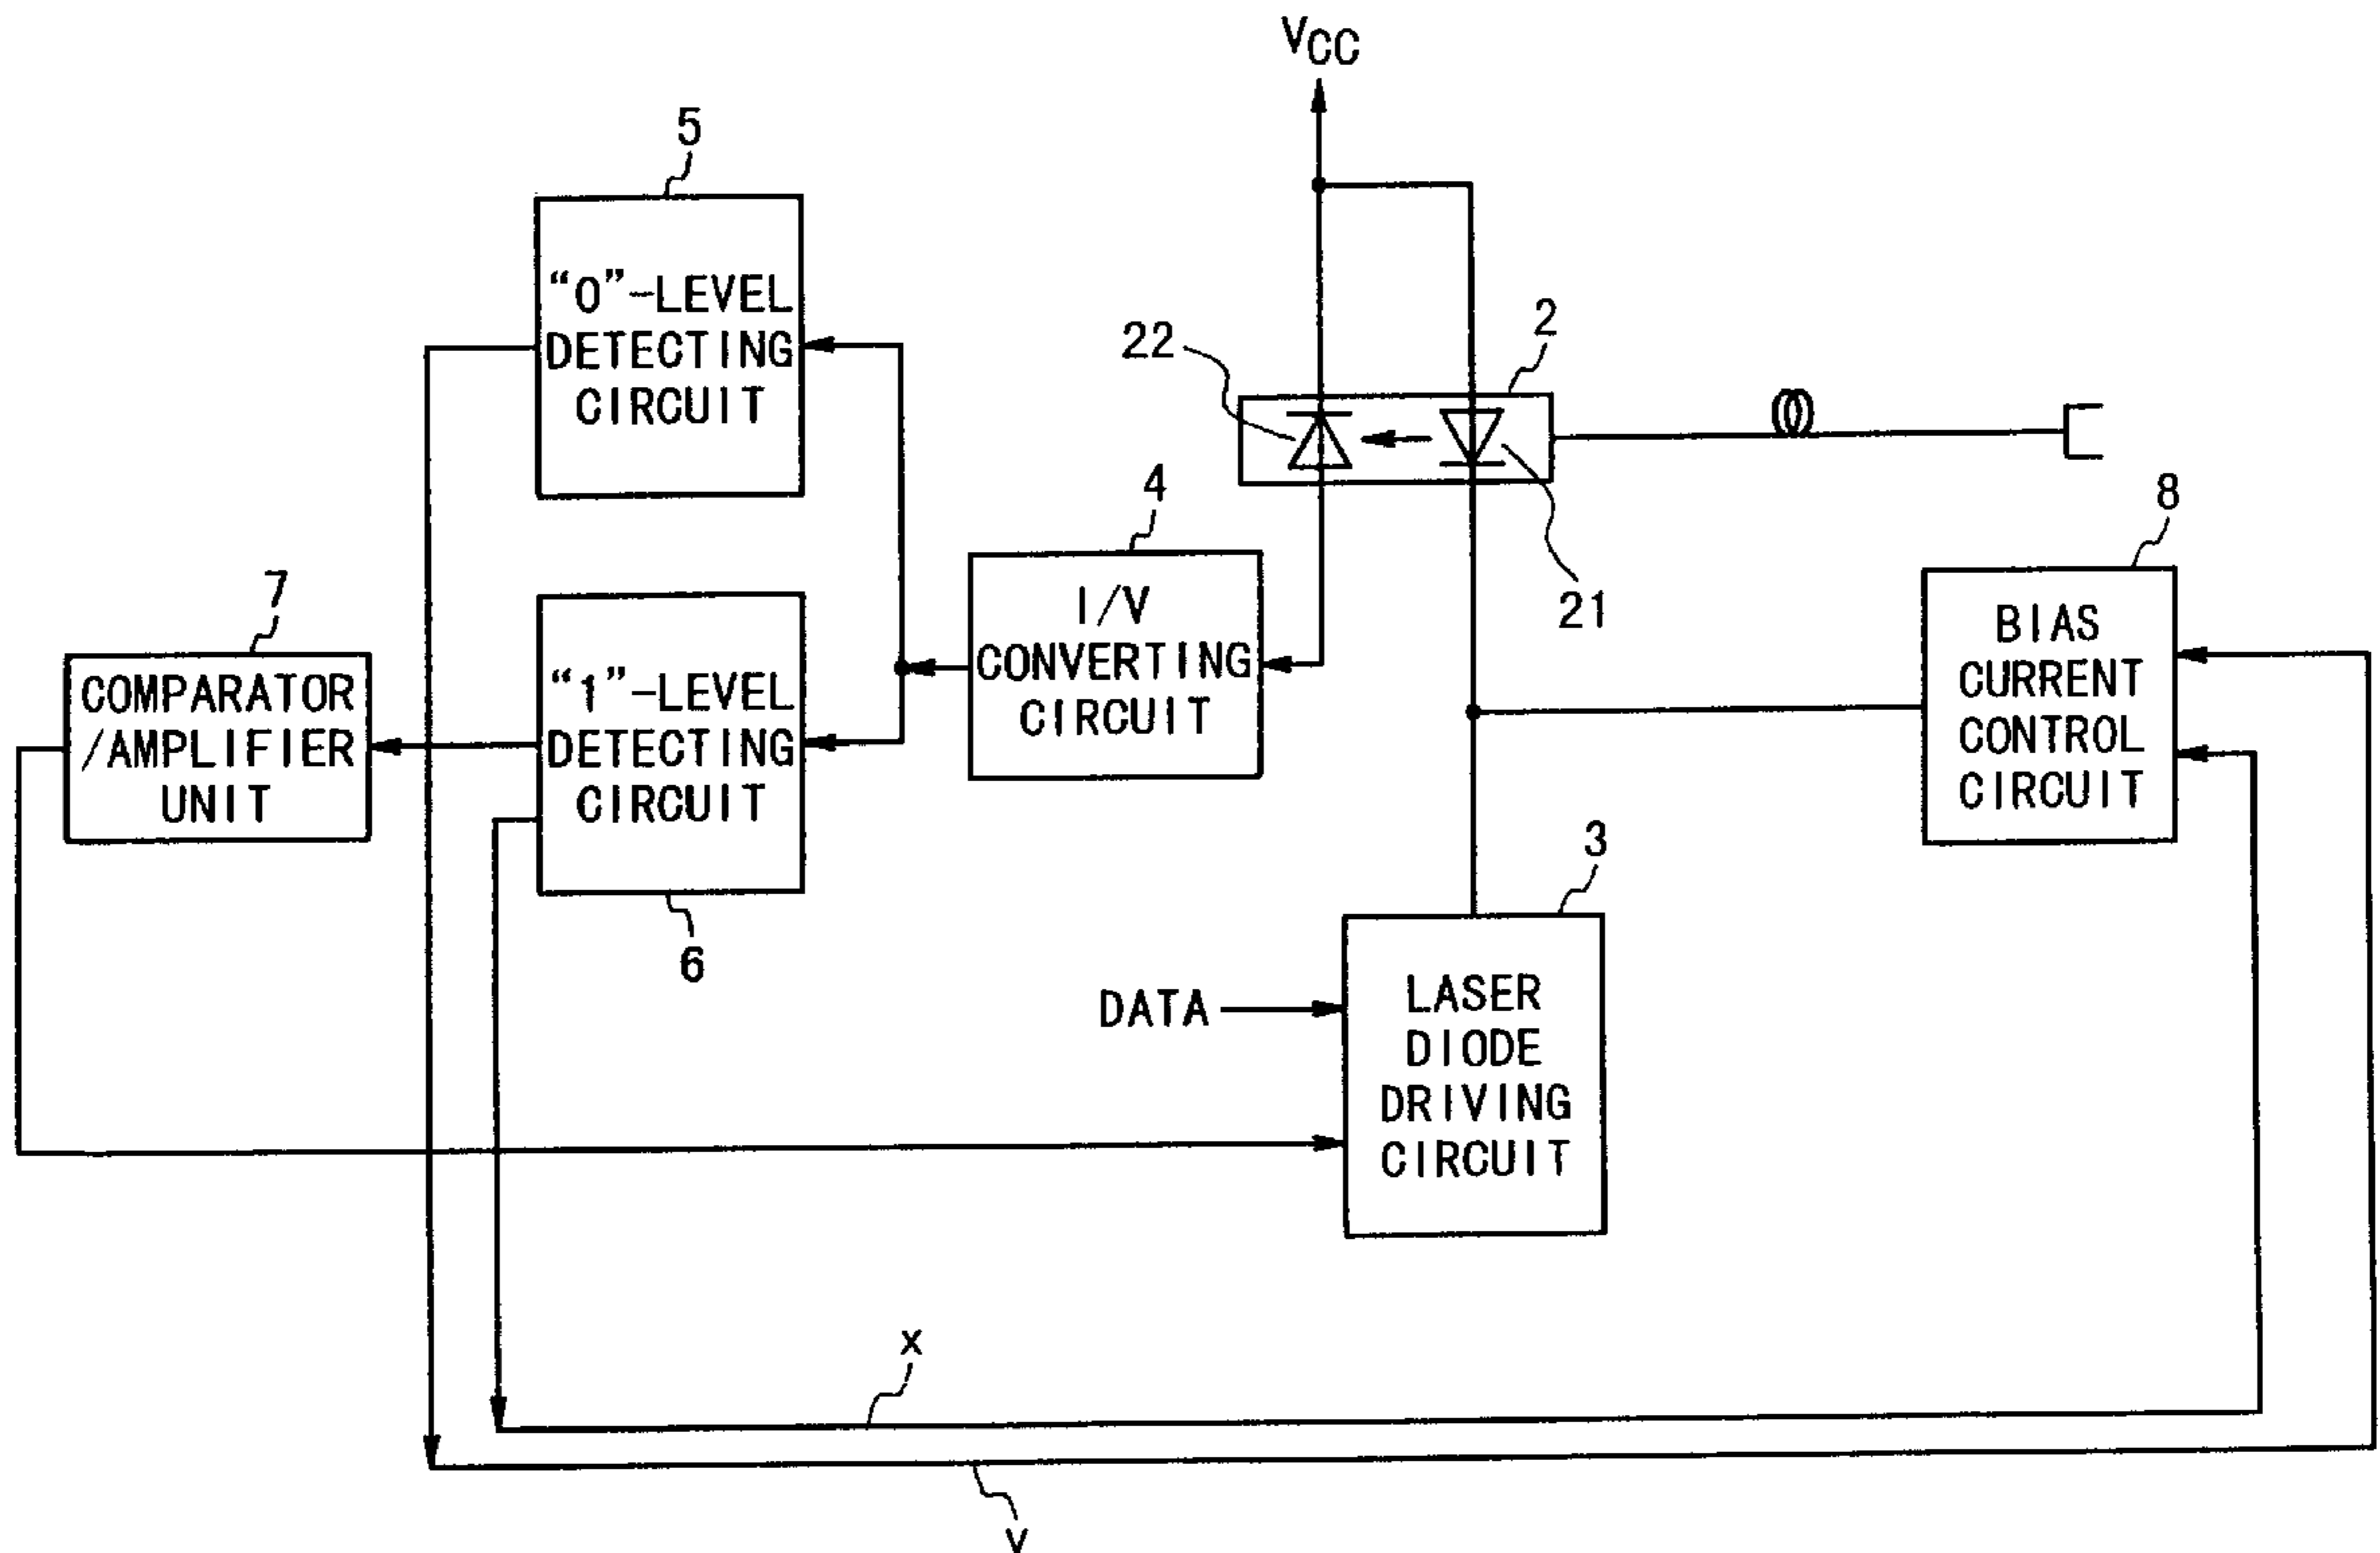 VCC
5
"0"-LEVEL
DETECTING
CIRCUIT
22
2
21
4
I/V
CONVERTING
CIRCUIT
8
BIAS
CURRENT
CONTROL
CIRCUIT
7
COMPARATOR
/AMPLIFIER
UNIT
"1"-LEVEL
DETECTING
CIRCUIT
6
3
DATA
LASER
DIODE
DRIVING
CIRCUIT
x